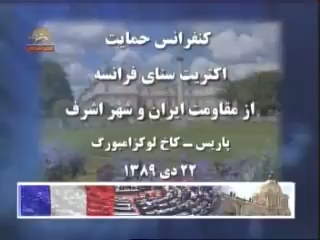 کنفرانس حمایت
اکثریت سنای فرانسه
از مقاومت ایران و شهر اشرف
پاریس – کاخ لوکزامبورگ
۲۲ دی ۱۳۸۹